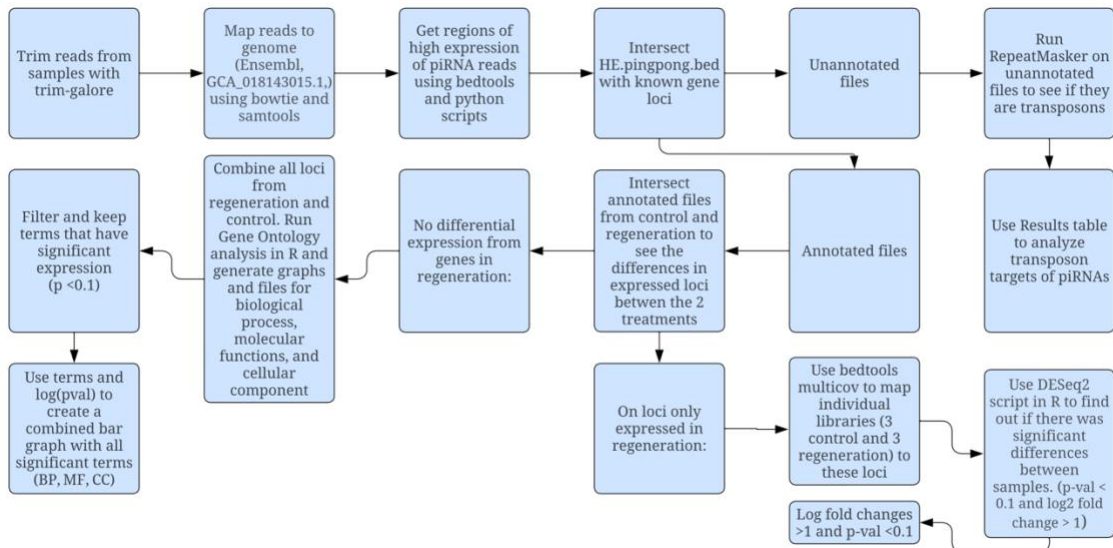 Trim reads from
samples with
trim-galore
Map reads to
genome
(Ensembl,
GCA_018143015.1,)
using bowtie and
samtools
Get regions of
high expression
of piRNA reads
using bedtools
and python
scripts
Intersect
HE.pingpong.bed
with known gene
loci
Unannotated
files
Run
RepeatMasker on
unannotated
files to see if they
are transposons
Filter and keep
terms that have
significant
expression
(p <0.1)
Combine all loci
from
regeneration and
control. Run
Gene Ontology
analysis in R and
generate graphs
and files for
biological
process,
molecular
functions, and
cellular
component
No differential
expression from
genes in
regeneration:
Intersect
annotated files
from control and
regeneration to
see the
differences in
expressed loci
betwen the 2
treatments
Annotated files
Use Results table
to analyze
transposon
targets of piRNAs
Use terms and
log(pval) to
create a
combined bar
graph with all
significant terms
(BP, MF, CC)
On loci only
expressed in
regeneration:
Use bedtools
multicov to map
individual
libraries (3
control and 3
regeneration) to
these loci
Use DESeq2
script in R to find
out if there was
significant
differences
between
samples. (p-val <
0.1 and log2 fold
change > 1)
Log fold changes
>1 and p-val <0.1